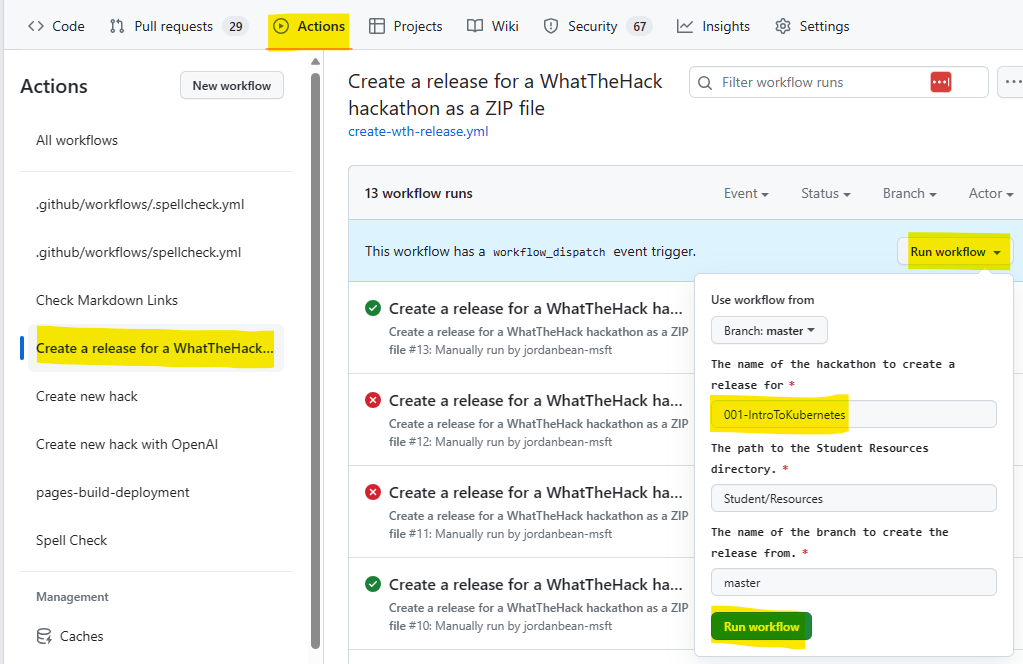 Code Pull requests 29 Actions Projects Wiki Security 67 Insights Settings
Actions
New workflow
All workflows
.github/workflows/.spellcheck.yml
.github/workflows/spellcheck.yml
Check Markdown Links
Create a release for a WhatTheHack...
Create new hack
Create new hack with OpenAI
pages-build-deployment
Spell Check
Management
Caches
Create a release for a WhatTheHack
hackathon as a ZIP file
create-wth-release.yml
Filter workflow runs
13 workflow runs
Event Status Branch Actor
This workflow has a workflow_dispatch event trigger.
Run workflow
Create a release for a WhatTheHack ha...
Create a release for a WhatTheHack hackathon as a ZIP
file #13: Manually run by jordanbean-msft
Create a release for a WhatTheHack ha...
Create a release for a WhatTheHack hackathon as a ZIP
file #12: Manually run by jordanbean-msft
Create a release for a WhatTheHack ha...
Create a release for a WhatTheHack hackathon as a ZIP
file #11: Manually run by jordanbean-msft
Create a release for a WhatTheHack ha...
Create a release for a WhatTheHack hackathon as a ZIP
file #10: Manually run by jordanbean-msft
Use workflow from
Branch: master
The name of the hackathon to create a
release for *
001-IntroToKubernetes
The path to the Student Resources
directory. *
Student/Resources
The name of the branch to create the
release from. *
master
Run workflow